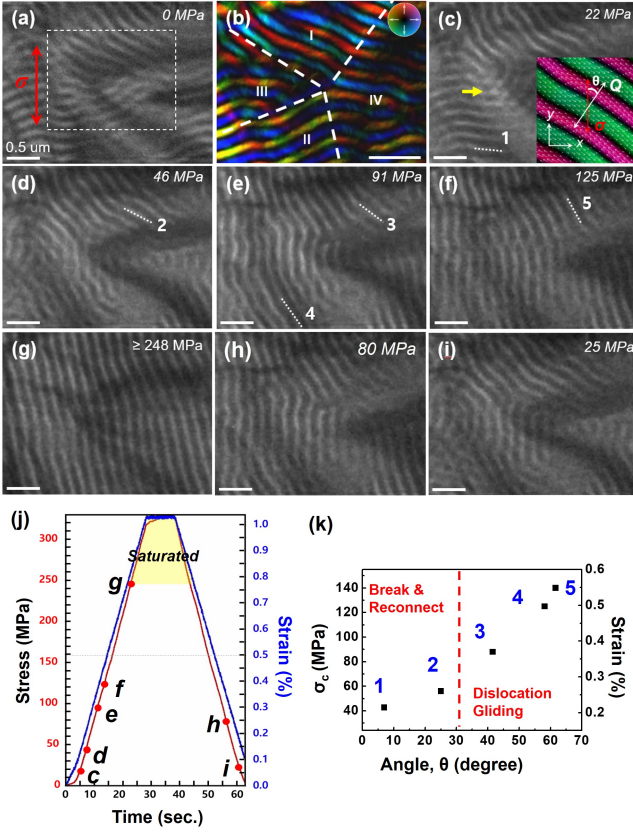 (a)
0 MPa
σ
0.5 um
(b)
I
III
IV
II
(c)
22 MPa
θ
Q
σ
y
x
1
(d)
46 MPa
2
(e)
91 MPa
3
4
(f)
125 MPa
5
(g)
≥ 248 MPa
(h)
80 MPa
(i)
25 MPa
(j)
Stress (MPa)
300
250
200
150
100
50
0
Saturated
g
f
e
d
c
h
i
1.0
0.9
0.8
0.7
0.6
0.5
0.4
0.3
0.2
0.1
0.0
Strain (%)
0 10 20 30 40 50 60
Time (sec.)
(k)
σc (MPa)
140
120
100
80
60
40
Break &
Reconnect
1
2
3
4
5
Dislocation
Gliding
0.6
0.5
0.4
0.3
0.2
Strain (%)
0 10 20 30 40 50 60 70
Angle, θ (degree)